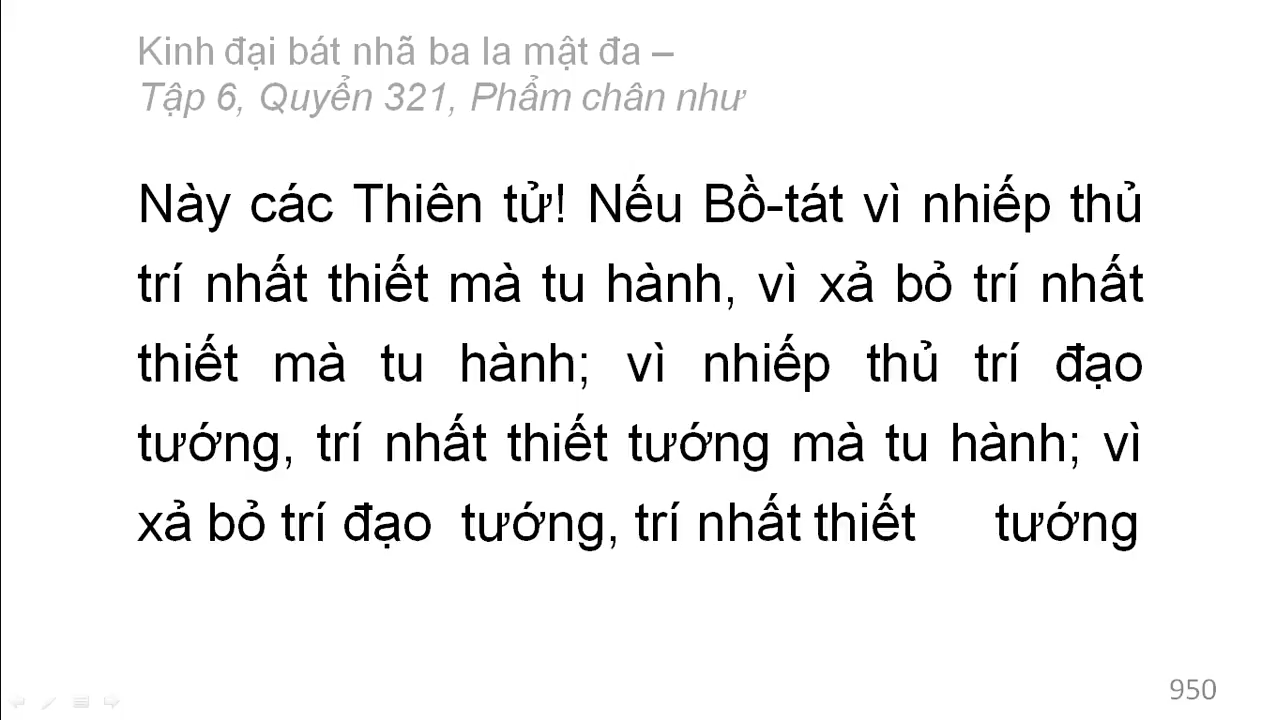 Kinh đại bát nhã ba la mật đa –
Tập 6, Quyển 321, Phẩm chân như
Này các Thiên tử! Nếu Bồ-tát vì nhiếp thủ
trí nhất thiết mà tu hành, vì xả bỏ trí nhất
thiết mà tu hành; vì nhiếp thủ trí đạo
tướng, trí nhất thiết tướng mà tu hành; vì
xả bỏ trí đạo tướng, trí nhất thiết tướng
950